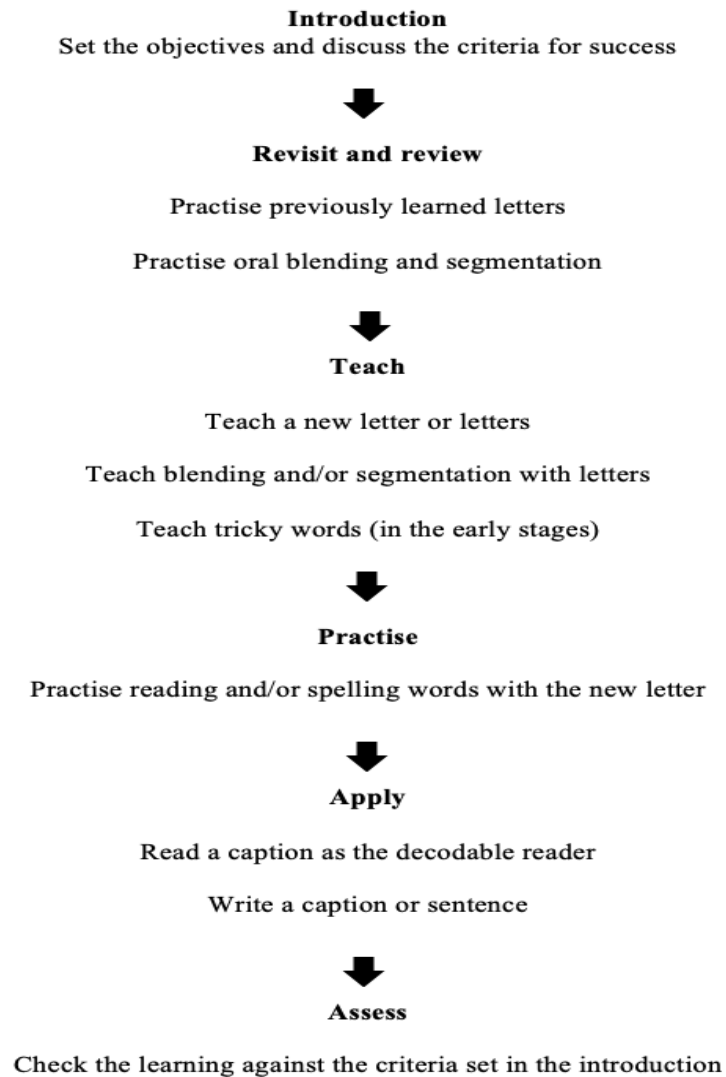 Introduction
Set the objectives and discuss the criteria for success
Revisit and review
Practise previously learned letters
Practise oral blending and segmentation
Teach
Teach a new letter or letters
Teach blending and/or segmentation with letters
Teach tricky words (in the early stages)
Practise
Practise reading and/or spelling words with the new letter
Apply
Read a caption as the decodable reader
Write a caption or sentence
Assess
Check the learning against the criteria set in the introduction